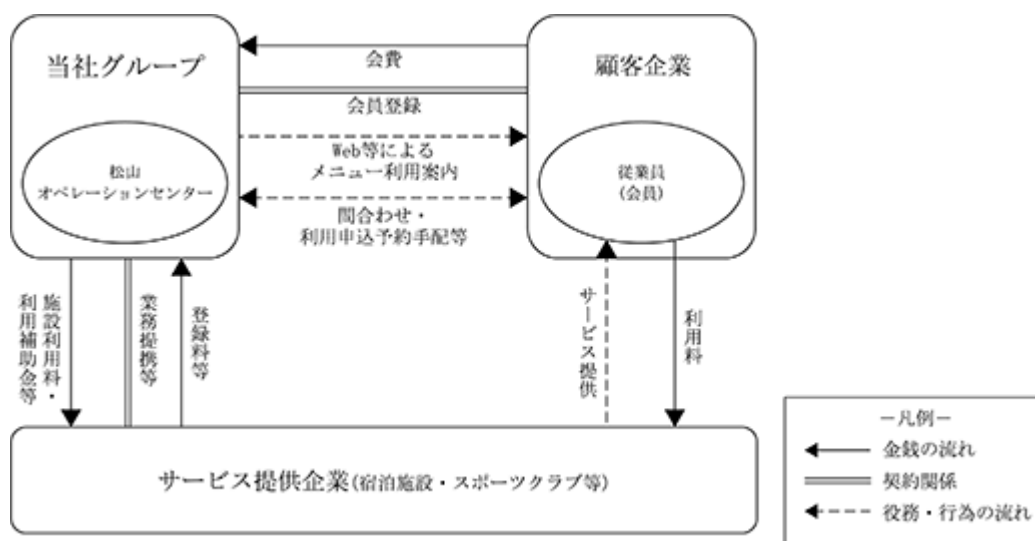 当社グループ
松山
オペレーションセンター
会費
会員登録
Web等による
メニュー利用案内
問合わせ・
利用申込予約手配等
顧客企業
従業員
(会員)
施設利用料・
利用補助金等
業務提携等
登録料等
サービス提供
利用料
サービス提供企業(宿泊施設・スポーツクラブ等)
－凡例－
金銭の流れ
契約関係
役務・行為の流れ